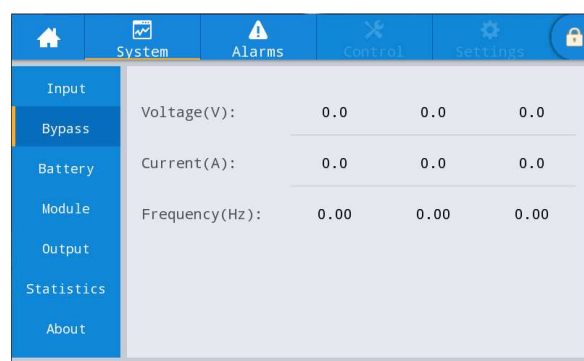 System Alarms Control Settings
Input
Bypass
Battery
Module
Output
Statistics
About
Voltage(V): 0.0 0.0 0.0
Current(A): 0.0 0.0 0.0
Frequency(Hz): 0.00 0.00 0.00